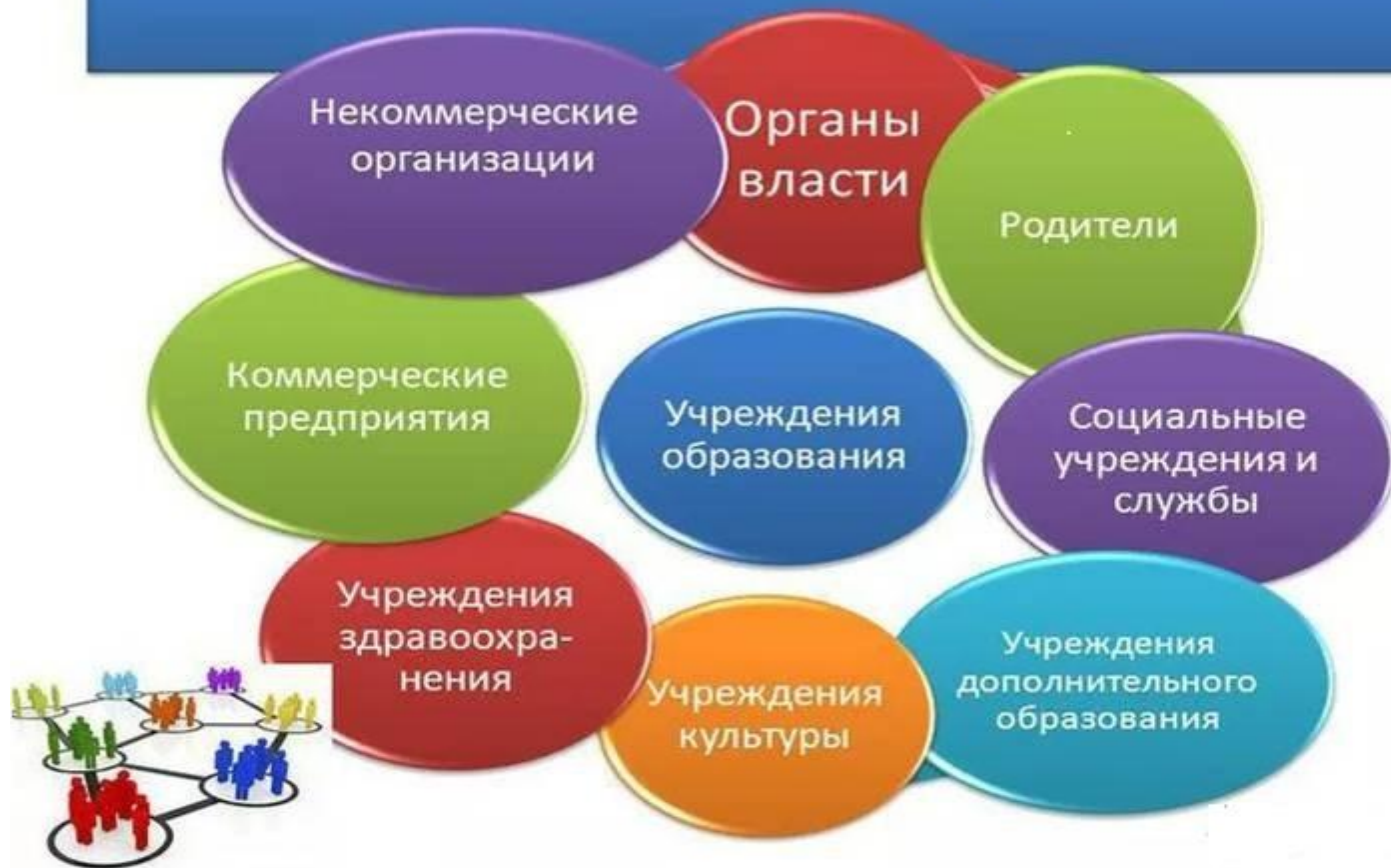 Некоммерческие
организации
Органы
власти
Родители
Коммерческие
предприятия
Учреждения
образования
Социальные
учреждения и
службы
Учреждения
здравоохра-
нения
Учреждения
культуры
Учреждения
дополнительного
образования